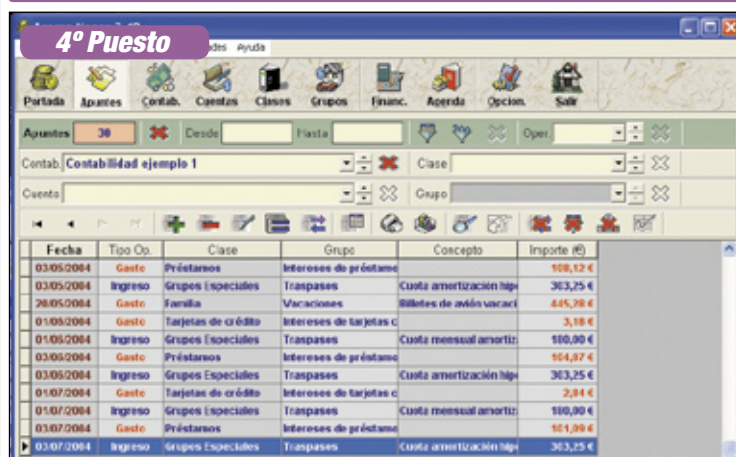 4º Puesto
Ayuda
Portada Apuntes Contab. Cuentas Clases Grupos Financ. Agenda Opcion. Salir
Apuntes 30 Desde Hasta Oper.
Contab. Contabilidad ejemplo 1 Clase
Cuenta Grupo
Fecha Tipo Op. Clase Grupo Concepto Importe (€)
03/05/2004 Gasto Préstamos Intereses de préstamo 108,12 €
03/05/2004 Ingreso Grupos Especiales Traspasos Cuota amortización hip 303,25 €
20/05/2004 Gasto Familia Vacaciones Billetes de avión vacaci 445,28 €
01/06/2004 Gasto Tarjetas de crédito Intereses de tarjetas c 3,18 €
01/06/2004 Ingreso Grupos Especiales Traspasos Cuota mensual amortiz 180,00 €
03/06/2004 Gasto Préstamos Intereses de préstamo 104,87 €
03/06/2004 Ingreso Grupos Especiales Traspasos Cuota amortización hip 303,25 €
01/07/2004 Gasto Tarjetas de crédito Intereses de tarjetas c 2,84 €
01/07/2004 Ingreso Grupos Especiales Traspasos Cuota mensual amortiz 180,00 €
03/07/2004 Gasto Préstamos Intereses de préstamo 101,09 €
03/07/2004 Ingreso Grupos Especiales Traspasos Cuota amortización hip 303,25 €